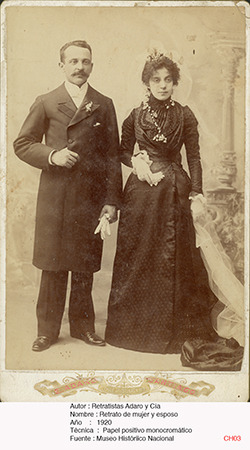 Autor : Retratistas Adaro y Cia
Nombre : Retrato de mujer y esposo
Año : 1920
Técnica : Papel positivo monocromático
Fuente : Museo Histórico Nacional
CH03